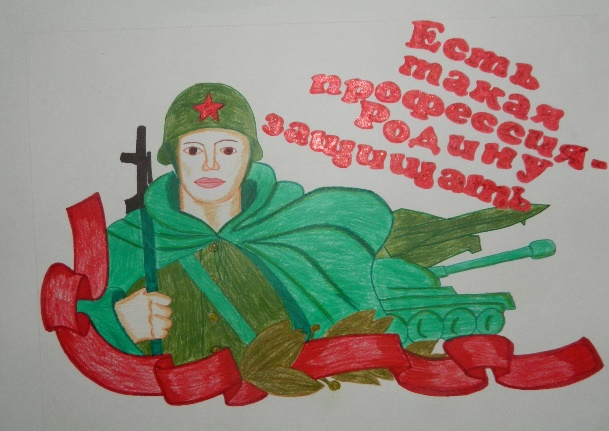 Есть
такая
профессия-
Родину
защищать